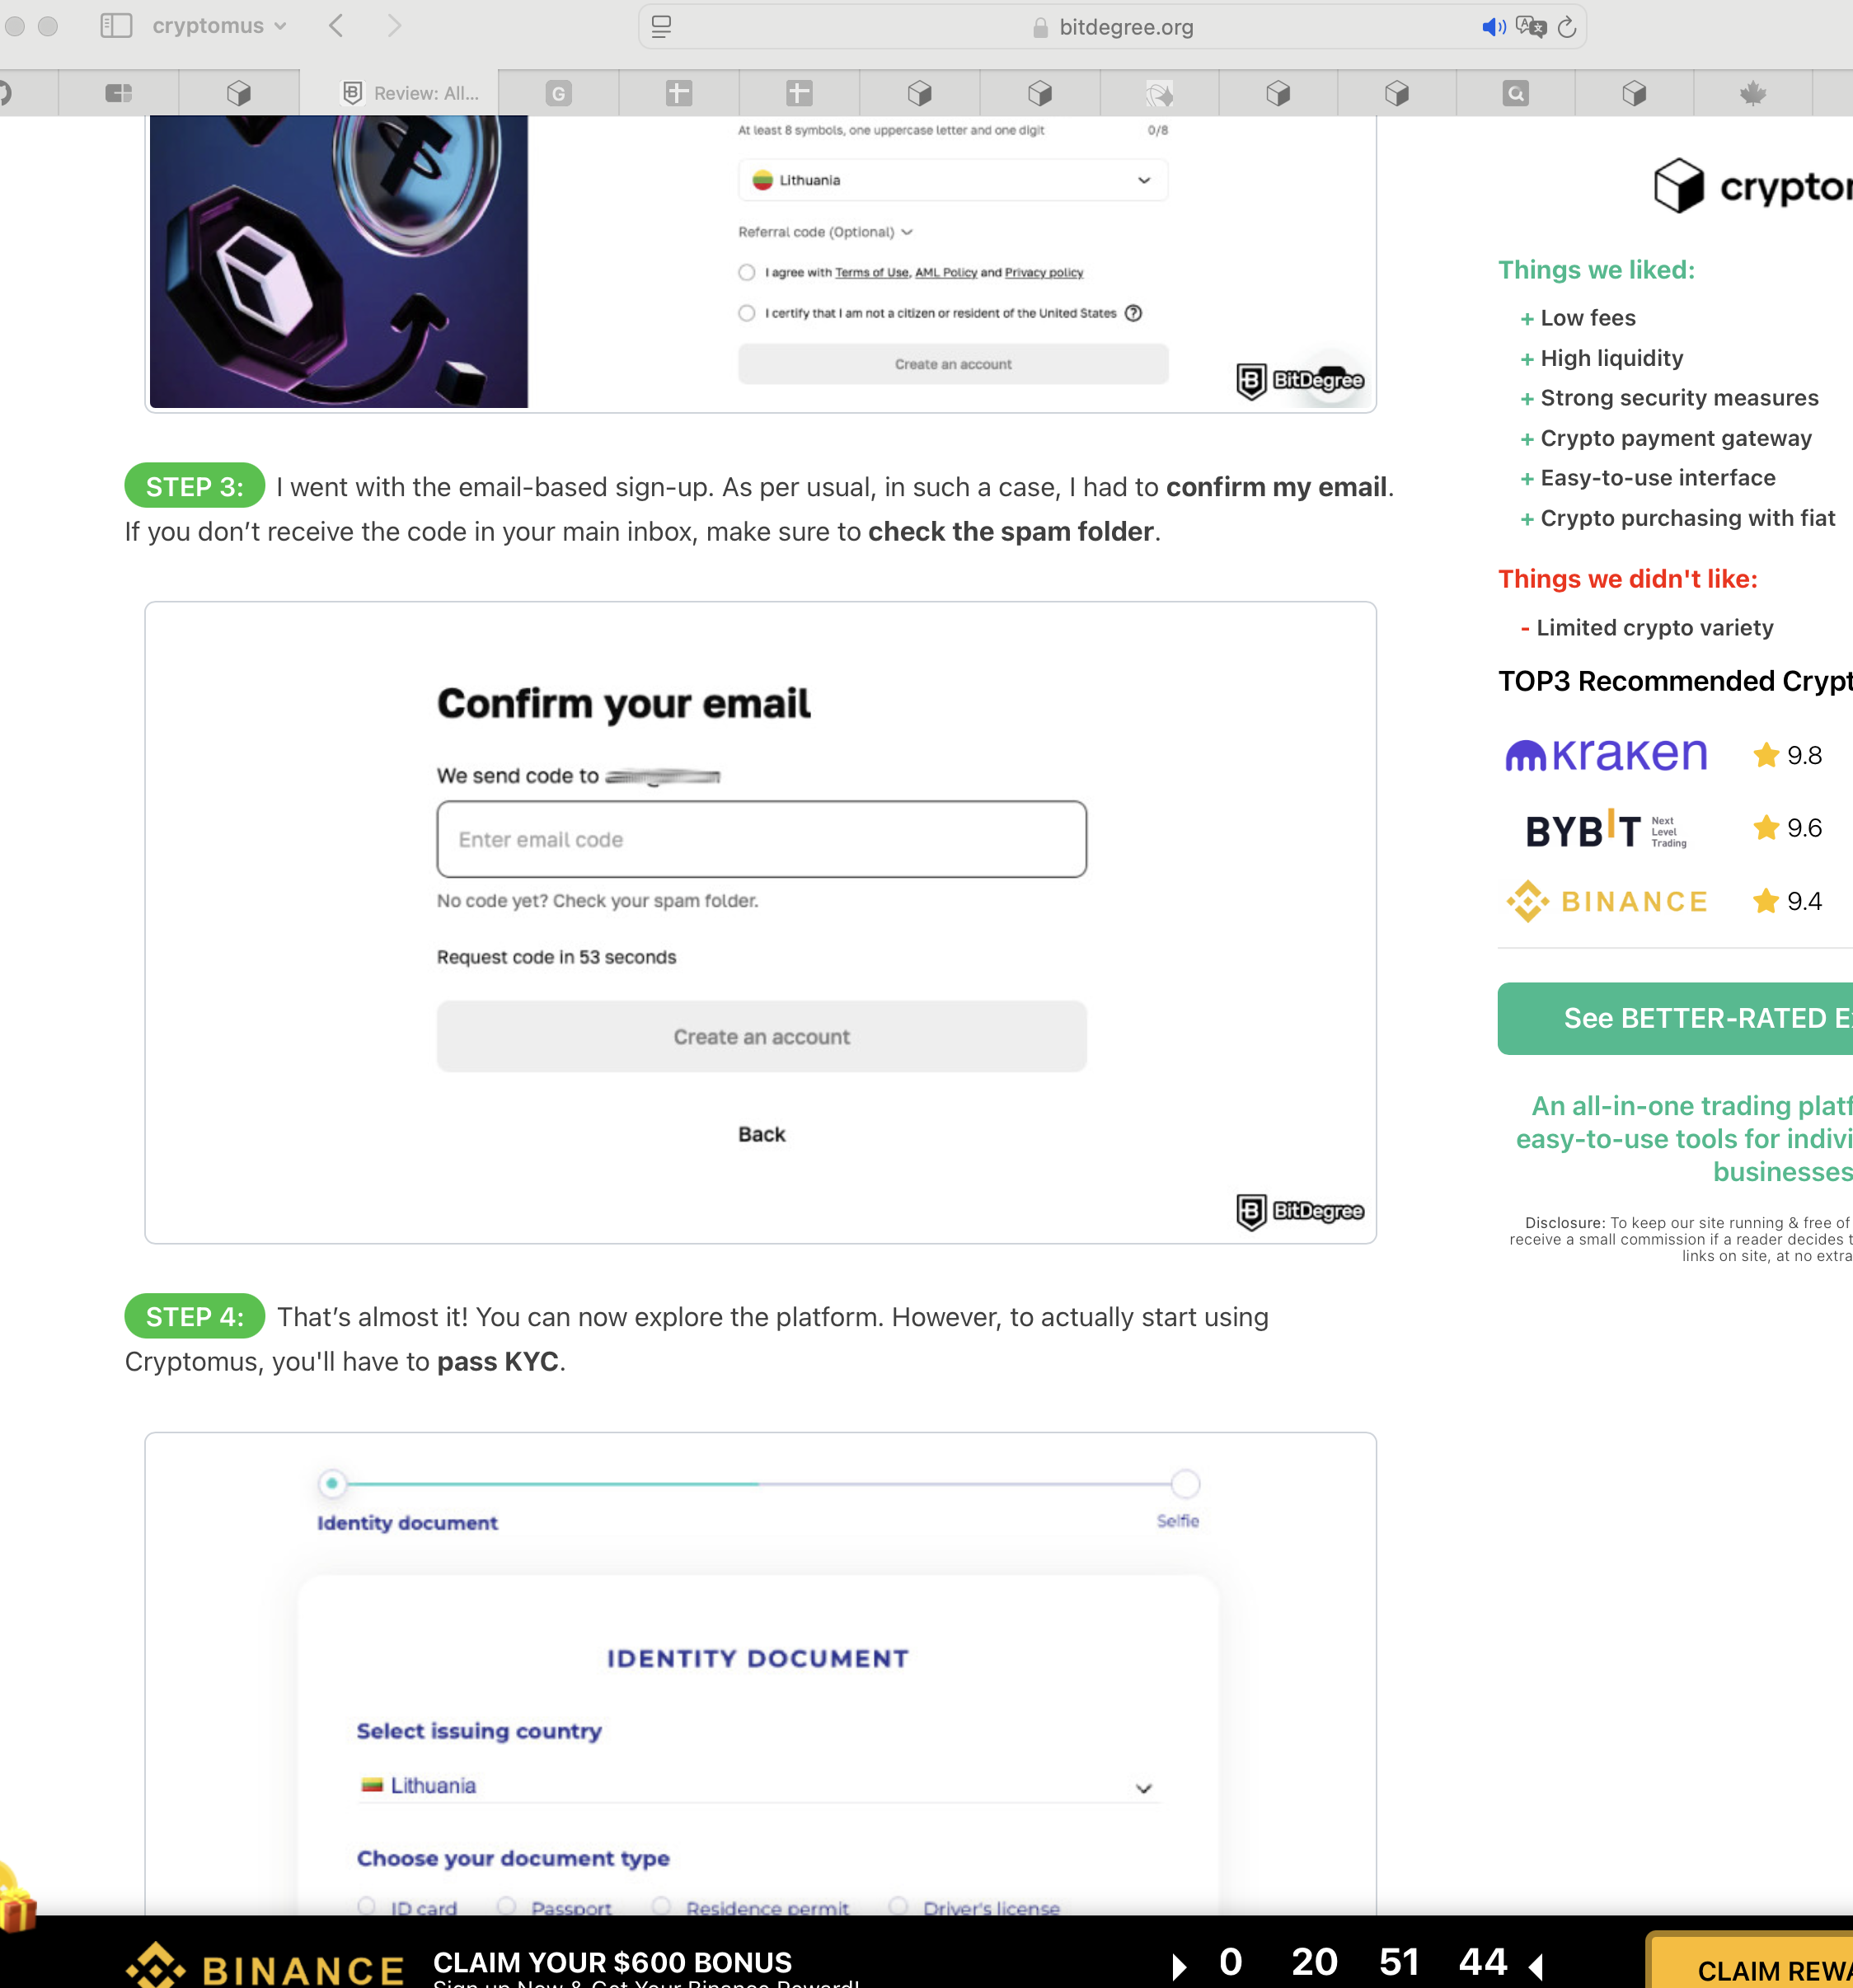 cryptomus
bitdegree.org
Review: All...
G
At least 8 symbols, one uppercase letter and one digit
0/8
Lithuania
Referral code (Optional)
I agree with Terms of Use, AML Policy and Privacy policy
I certify that I am not a citizen or resident of the United States
Create an account
BitDegree
STEP 3: I went with the email-based sign-up. As per usual, in such a case, I had to confirm my email.
If you don’t receive the code in your main inbox, make sure to check the spam folder.
Confirm your email
We send code to
Enter email code
No code yet? Check your spam folder.
Request code in 53 seconds
Create an account
Back
BitDegree
STEP 4: That’s almost it! You can now explore the platform. However, to actually start using
Cryptomus, you'll have to pass KYC.
Identity document
Selfie
IDENTITY DOCUMENT
Select issuing country
Lithuania
Choose your document type
ID card
Passport
Residence permit
Driver's license
Things we liked:
+ Low fees
+ High liquidity
+ Strong security measures
+ Crypto payment gateway
+ Easy-to-use interface
+ Crypto purchasing with fiat
Things we didn't like:
- Limited crypto variety
TOP3 Recommended
kraken
9.8
BYBIT Next Level Trading
9.6
BINANCE
9.4
See BETTER-RATED
An all-in-one trading
easy-to-use tools for
businesses
Disclosure: To keep our site running & free of
receive a small commission if a reader decides
links on site, at no
BINANCE
CLAIM YOUR $600 BONUS
Sign up Now & Get Your Binance Reward!
0 20 51 44
CLAIM